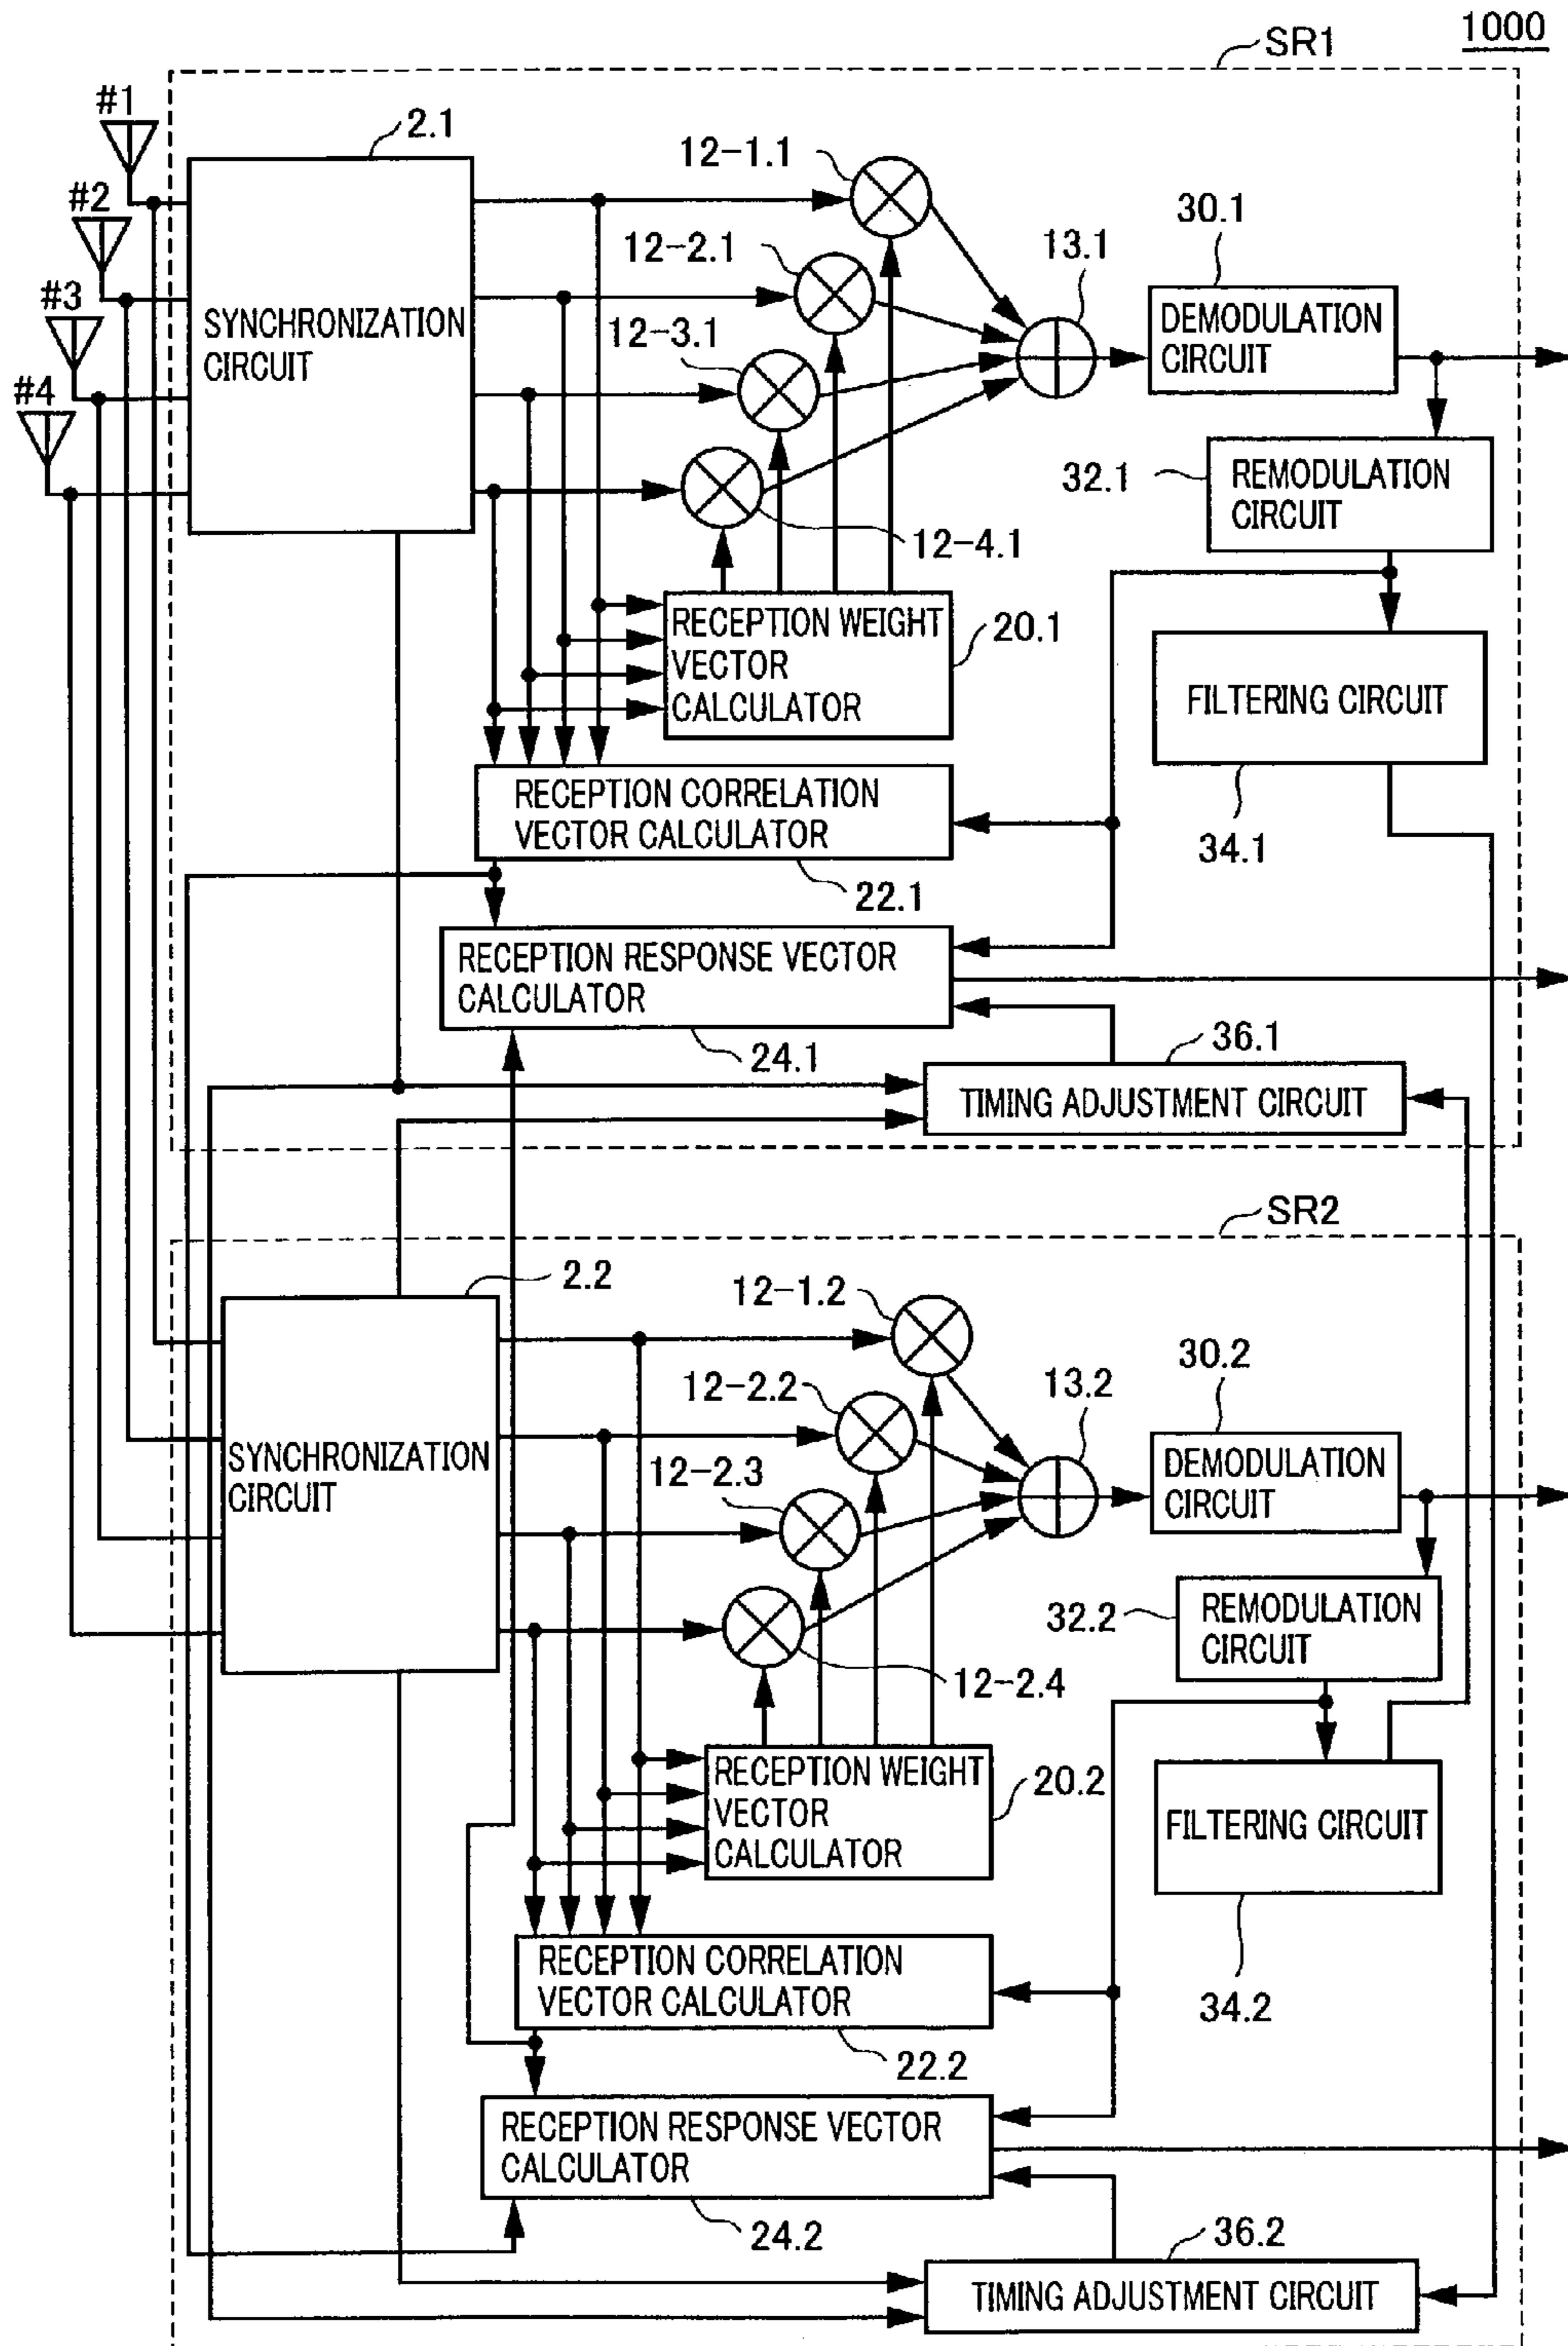 1000
SR1
#1
2.1
12-1.1
#2
30.1
12-2.1
13.1
#3
SYNCHRONIZATION
CIRCUIT
DEMODULATION
CIRCUIT
12-3.1
#4
32.1
REMODULATION
CIRCUIT
12-4.1
RECEPTION WEIGHT
VECTOR
CALCULATOR
20.1
FILTERING CIRCUIT
RECEPTION CORRELATION
VECTOR CALCULATOR
34.1
22.1
RECEPTION RESPONSE VECTOR
CALCULATOR
24.1
36.1
TIMING ADJUSTMENT CIRCUIT
SR2
2.2
12-1.2
30.2
12-2.2
13.2
SYNCHRONIZATION
CIRCUIT
DEMODULATION
CIRCUIT
12-2.3
32.2
REMODULATION
CIRCUIT
12-2.4
RECEPTION WEIGHT
VECTOR
CALCULATOR
20.2
FILTERING CIRCUIT
RECEPTION CORRELATION
VECTOR CALCULATOR
34.2
22.2
RECEPTION RESPONSE VECTOR
CALCULATOR
24.2
36.2
TIMING ADJUSTMENT CIRCUIT